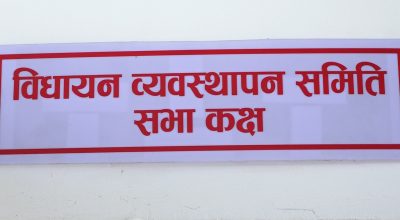 विधायन व्यवस्थापन समिति
सभा कक्ष